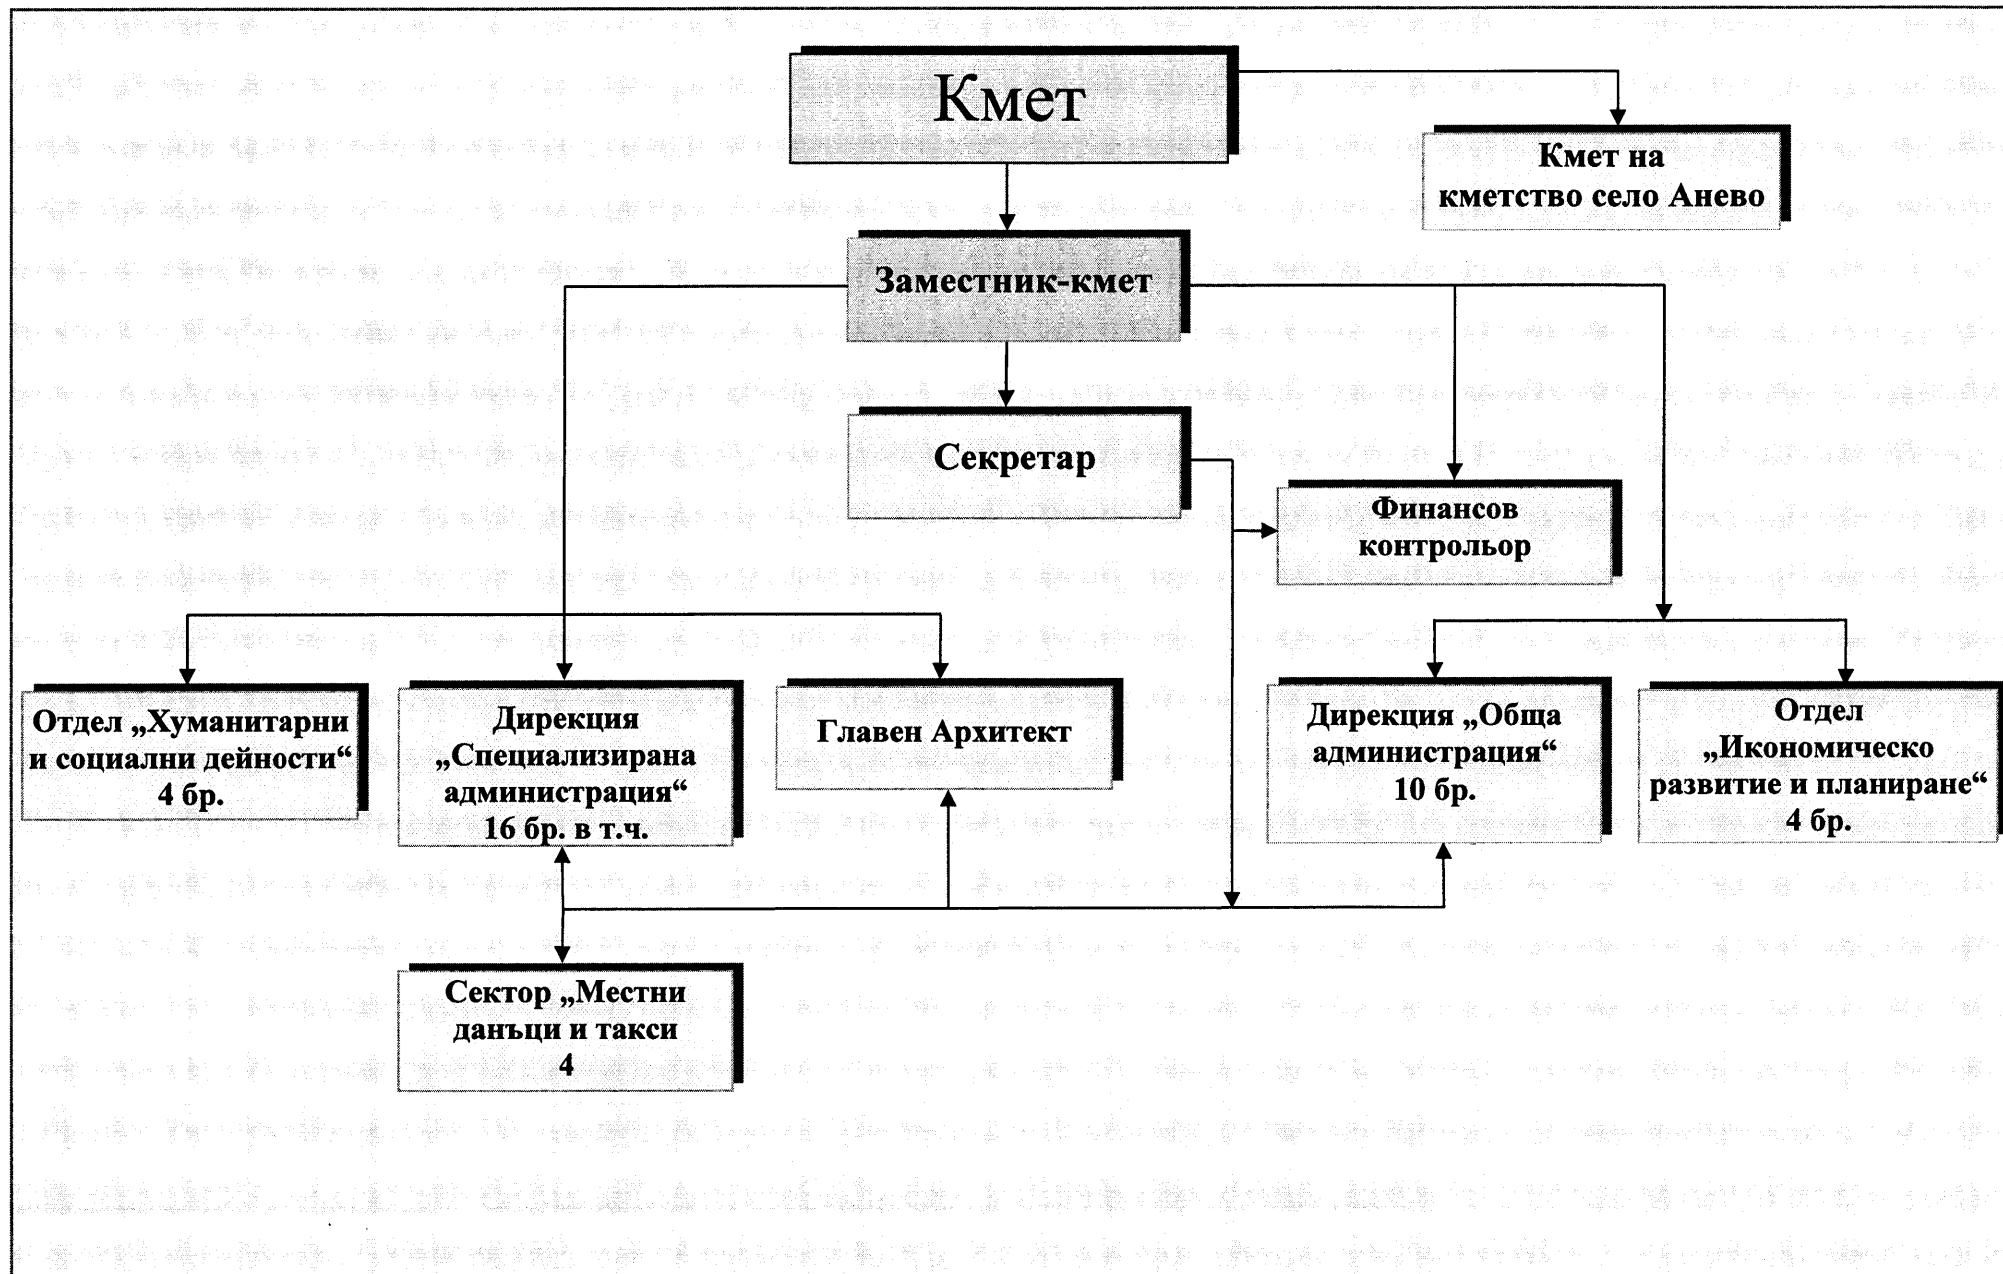 Кмет
Кмет на
кметство село Анево
Заместник-кмет
Секретар
Финансов
контрольор
Отдел „Хуманитарни
и социални дейности“
4 бр.
Дирекция
„Специализирана
администрация“
16 бр. в т.ч.
Главен Архитект
Дирекция „Обща
администрация“
10 бр.
Отдел
„Икономическо
развитие и планиране“
4 бр.
Сектор „Местни
данъци и такси
4